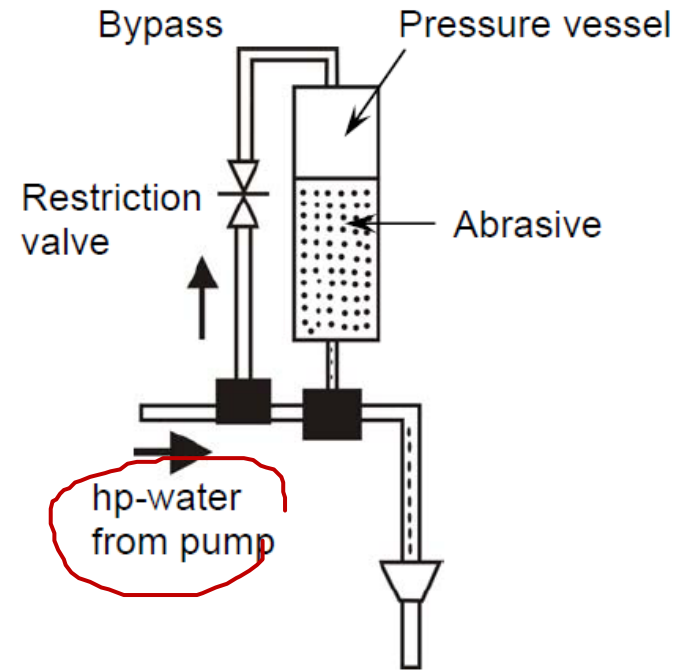 Bypass
Pressure vessel
Restriction
valve
Abrasive
hp-water
from pump